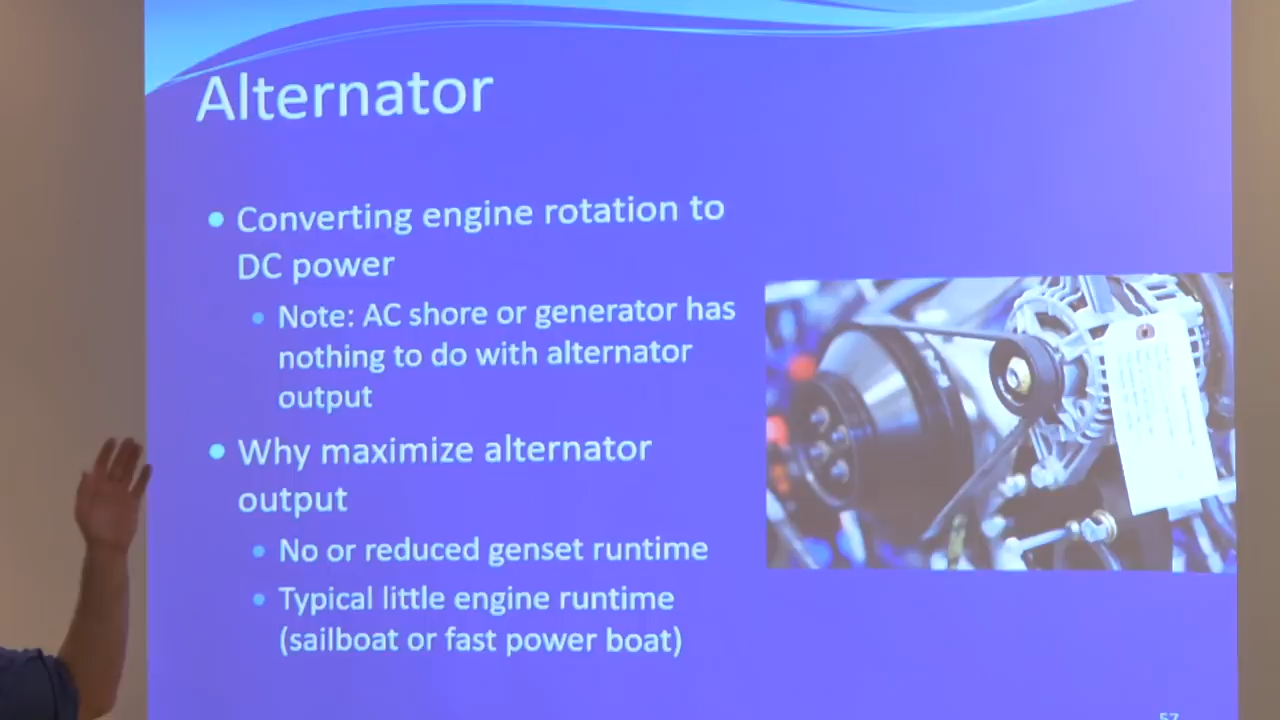 Alternator
• Converting engine rotation to
DC power
• Note: AC shore or generator has
nothing to do with alternator
output
• Why maximize alternator
output
• No or reduced genset runtime
• Typical little engine runtime
(sailboat or fast power boat)
57